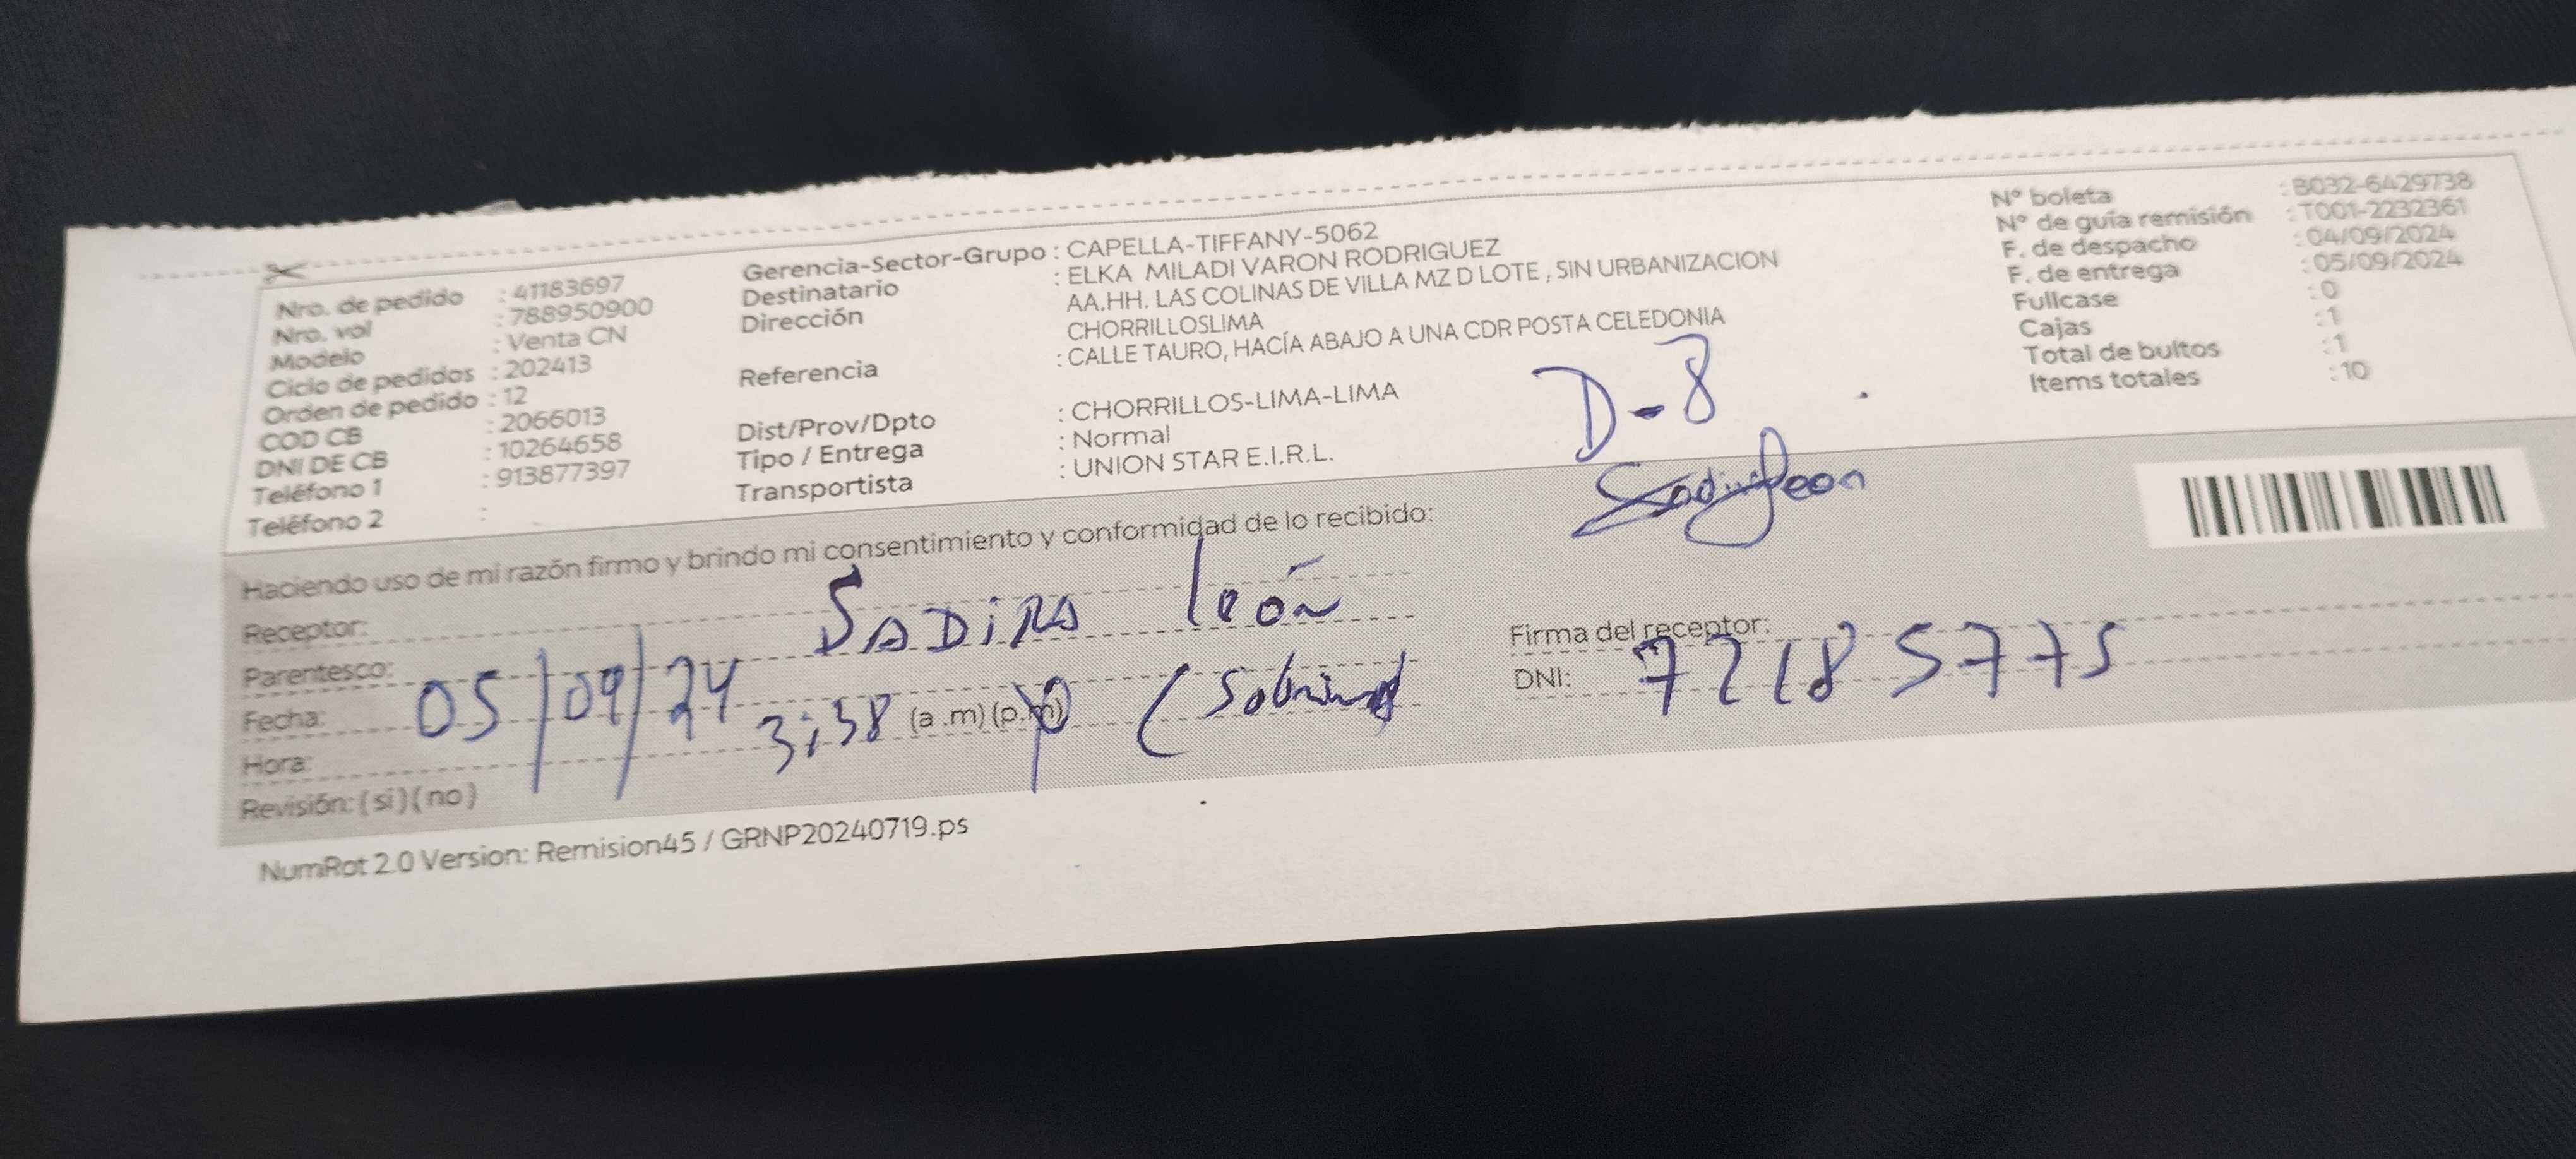 Nro. de pedido : 41183697
Nro. vol : 788950900
Modelo : Venta CN
Ciclo de pedidos : 202413
Orden de pedido : 12
COD CB : 2066013
DNI DE CB : 10264658
Teléfono 1 : 913877397
Teléfono 2 :
Gerencia-Sector-Grupo : CAPELLA-TIFFANY-5062
Destinatario : ELKA MILADI VARON RODRIGUEZ
Dirección AA.HH. LAS COLINAS DE VILLA MZ D LOTE , SIN URBANIZACION
CHORRILLOSLIMA
Referencia : CALLE TAURO, HACÍA ABAJO A UNA CDR POSTA CELEDONIA
Dist/Prov/Dpto : CHORRILLOS-LIMA-LIMA
Tipo / Entrega : Normal
Transportista : UNION STAR E.I.R.L.
N° boleta : B032-6429738
N° de guía remisión : T001-2232361
F. de despacho : 04/09/2024
F. de entrega : 05/09/2024
Fullcase : 0
Cajas : 1
Total de bultos : 1
Items totales : 10
D-8
Haciendo uso de mi razón firmo y brindo mi consentimiento y conformidad de lo recibido:
Receptor: SADiRA león
Parentesco:
Fecha: 05/09/24
Hora: 3:38 (a .m) (p.m)
Revisión: ( si ) ( no )
Firma del receptor:
DNI: 72185775
NumRot 2.0 Version: Remision45 / GRNP20240719.ps